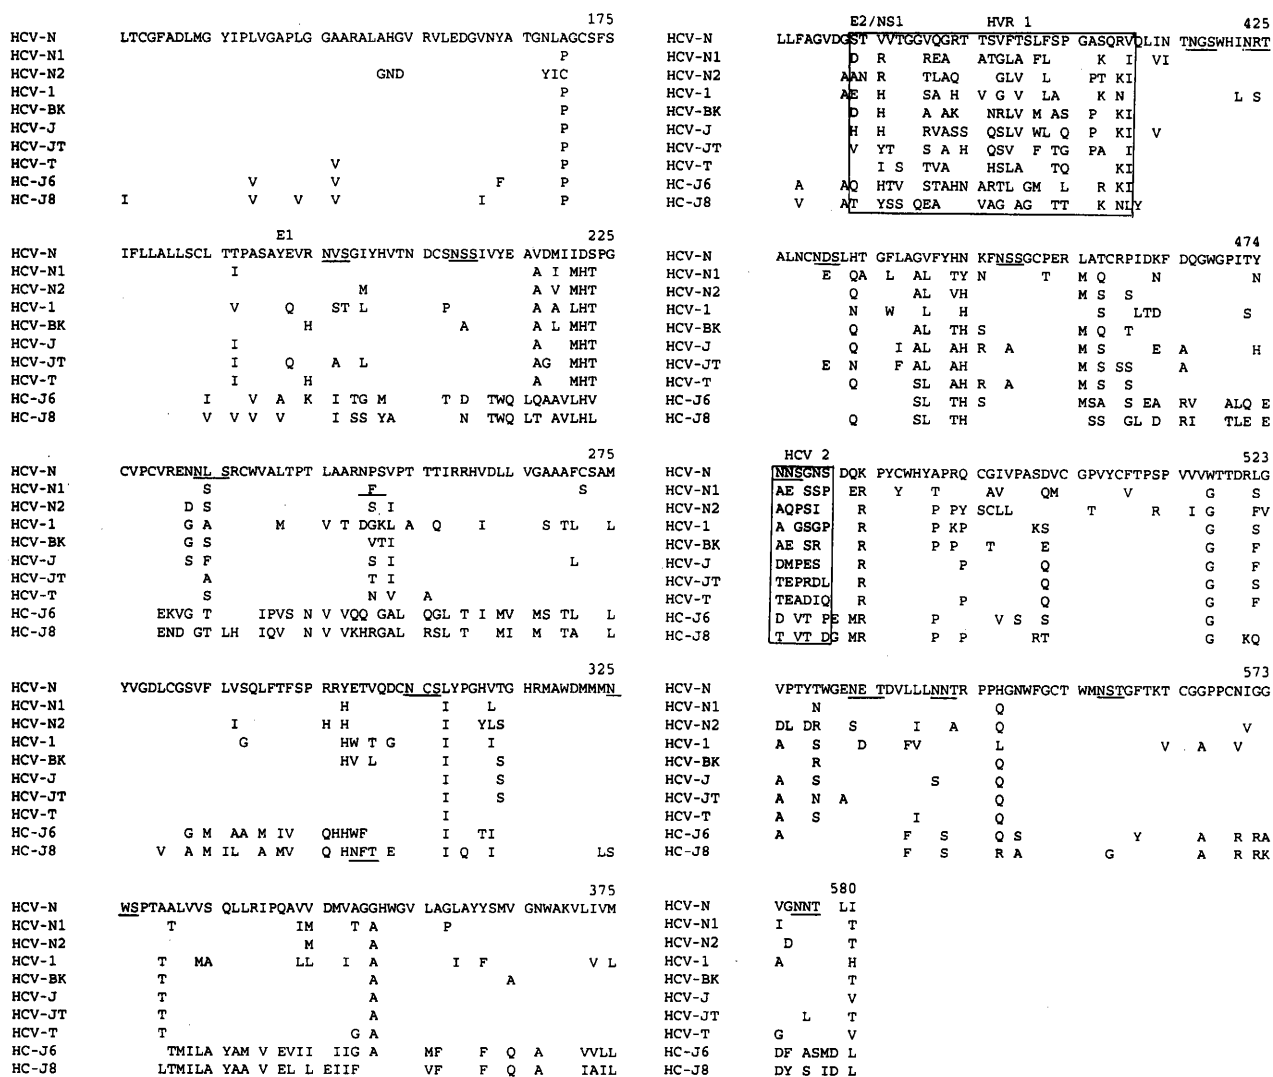 175
HCV-N LTCGFADLMG YIPLVGAPLG GAARALAHGV RVLEDGVNYA TGNLAGCSFS
HCV-N1 P
HCV-N2 GND YIC
HCV-1 P
HCV-BK P
HCV-J P
HCV-JT P
HCV-T V P
HC-J6 V V F P
HC-J8 I V V V I P
E1 225
HCV-N IFLLALLSCL TTPASAYEVR NVSGIYHVTN DCSNSSIVYE AVDMIIDSPG
HCV-N1 I A I MHT
HCV-N2 M A V MHT
HCV-1 V Q ST L P A A LHT
HCV-BK H A A L MHT
HCV-J I A MHT
HCV-JT I Q A L AG MHT
HCV-T I H A MHT
HC-J6 I V A K I TG M T D TWQ LQAAVLHV
HC-J8 V V V V I SS YA N TWQ LT AVLHL
275
HCV-N CVPCVRENNL SRCWVALTPT LAARNPSVPT TTIRRHVDLL VGAAAFCSAM
HCV-N1 S F S
HCV-N2 D S S I
HCV-1 G A M V T DGKL A Q I S TL L
HCV-BK G S VTI
HCV-J S F S I L
HCV-JT A T I
HCV-T S N V A
HC-J6 EKVG T IPVS N V VQQ GAL QGL T I MV MS TL L
HC-J8 END GT LH IQV N V VKHRGAL RSL T MI M TA L
325
HCV-N YVGDLCGSVF LVSQLFTFSP RRYETVQDCN CSLYPGHVTG HRMAWDMMMN
HCV-N1 H I L
HCV-N2 I H H I YLS
HCV-1 G HW T G I I
HCV-BK HV L I S
HCV-J I S
HCV-JT I S
HCV-T I
HC-J6 G M AA M IV QHHWF I TI
HC-J8 V A M IL A MV Q HNFT E I Q I LS
375
HCV-N WSPTAALVVS QLLRIPQAVV DMVAGGHWGV LAGLAYYSMV GNWAKVLIVM
HCV-N1 T IM T A P
HCV-N2 M A
HCV-1 T MA LL I A I F V L
HCV-BK T A A
HCV-J T A
HCV-JT T A
HCV-T T G A
HC-J6 TMILA YAM V EVII IIG A MF F Q A VVLL
HC-J8 LTMILA YAA V EL L EIIF VF F Q A IAIL
E2/NS1 HVR 1 425
HCV-N LLFAGVDGST VVTGGVQGRT TSVFTSLFSP GASQRVQLIN TNGSWHINRT
HCV-N1 D R REA ATGLA FL K I VI
HCV-N2 AAN R TLAQ GLV L PT KI
HCV-1 AE H SA H V G V LA K N L S
HCV-BK D H A AK NRLV M AS P KI
HCV-J H H RVASS QSLV WL Q P KI V
HCV-JT V YT S A H QSV F TG PA I
HCV-T I S TVA HSLA TQ KI
HC-J6 A AQ HTV STAHN ARTL GM L R KI
HC-J8 V AT YSS QEA VAG AG TT K NLY
474
HCV-N ALNCNDSLHT GFLAGVFYHN KFNSSGCPER LATCRPIDKF DQGWGPITY
HCV-N1 E QA L AL TY N T M Q N N
HCV-N2 Q AL VH M S S
HCV-1 N W L H S LTD S
HCV-BK Q AL TH S M Q T
HCV-J Q I AL AH R A M S E A H
HCV-JT E N F AL AH M S SS A
HCV-T Q SL AH R A M S S
HC-J6 SL TH S MSA S EA RV ALQ E
HC-J8 Q SL TH SS GL D RI TLE E
HCV 2 523
HCV-N NNSGNS DQK PYCWHYAPRQ CGIVPASDVC GPVYCFTPSP VVVWTTDRLG
HCV-N1 AE SSP ER Y T AV QM V G S
HCV-N2 AQPSI R P PY SCLL T R I G FV
HCV-1 A GSGP R P KP KS G S
HCV-BK AE SR R P P T E G F
HCV-J DMPES R P Q G F
HCV-JT TEPRDL R Q G S
HCV-T TEADIQ R P Q G F
HC-J6 D VT PE MR P V S S G
HC-J8 T VT DG MR P P RT G KQ
573
HCV-N VPTYTWGENE TDVLLLNNTR PPHGNWFGCT WMNSTGFTKT CGGPPCNIGG
HCV-N1 N Q
HCV-N2 DL DR S I A Q V
HCV-1 A S D FV L V A V
HCV-BK R Q
HCV-J A S S Q
HCV-JT A N A Q
HCV-T A S I Q
HC-J6 A F S Q S Y A R RA
HC-J8 F S R A G A R RK
580
HCV-N VGNNT LI
HCV-N1 I T
HCV-N2 D T
HCV-1 A H
HCV-BK T
HCV-J V
HCV-JT L T
HCV-T G V
HC-J6 DF ASMD L
HC-J8 DY S ID L